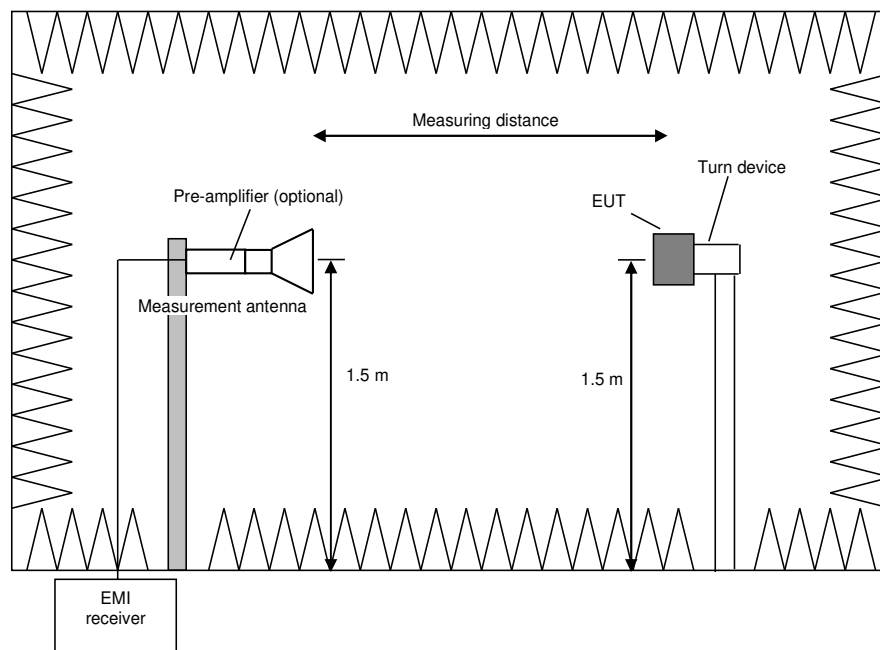 Measuring distance
Turn device
Pre-amplifier (optional)
EUT
Measurement antenna
1.5 m
1.5 m
EMI
receiver